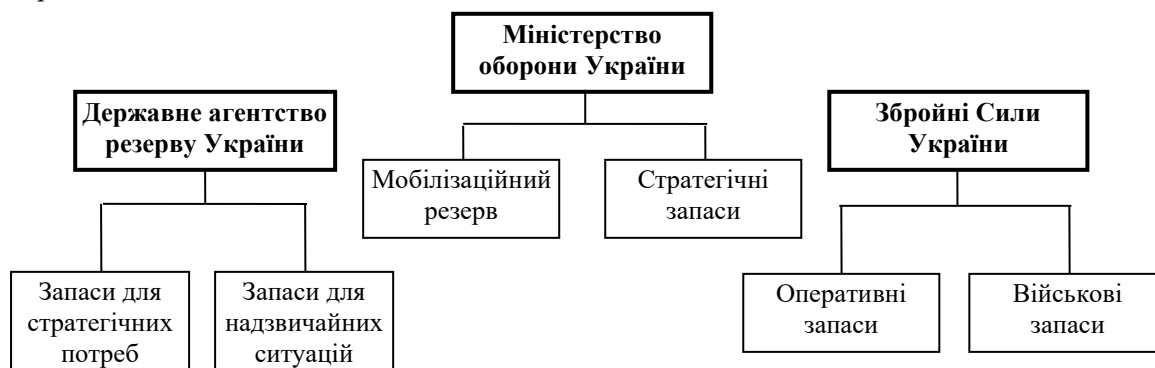 Міністерство
оборони України
Державне агентство
резерву України
Збройні Сили
України
Мобілізаційний
резерв
Стратегічні
запаси
Запаси для
стратегічних
потреб
Запаси для
надзвичайних
ситуацій
Оперативні
запаси
Військові
запаси